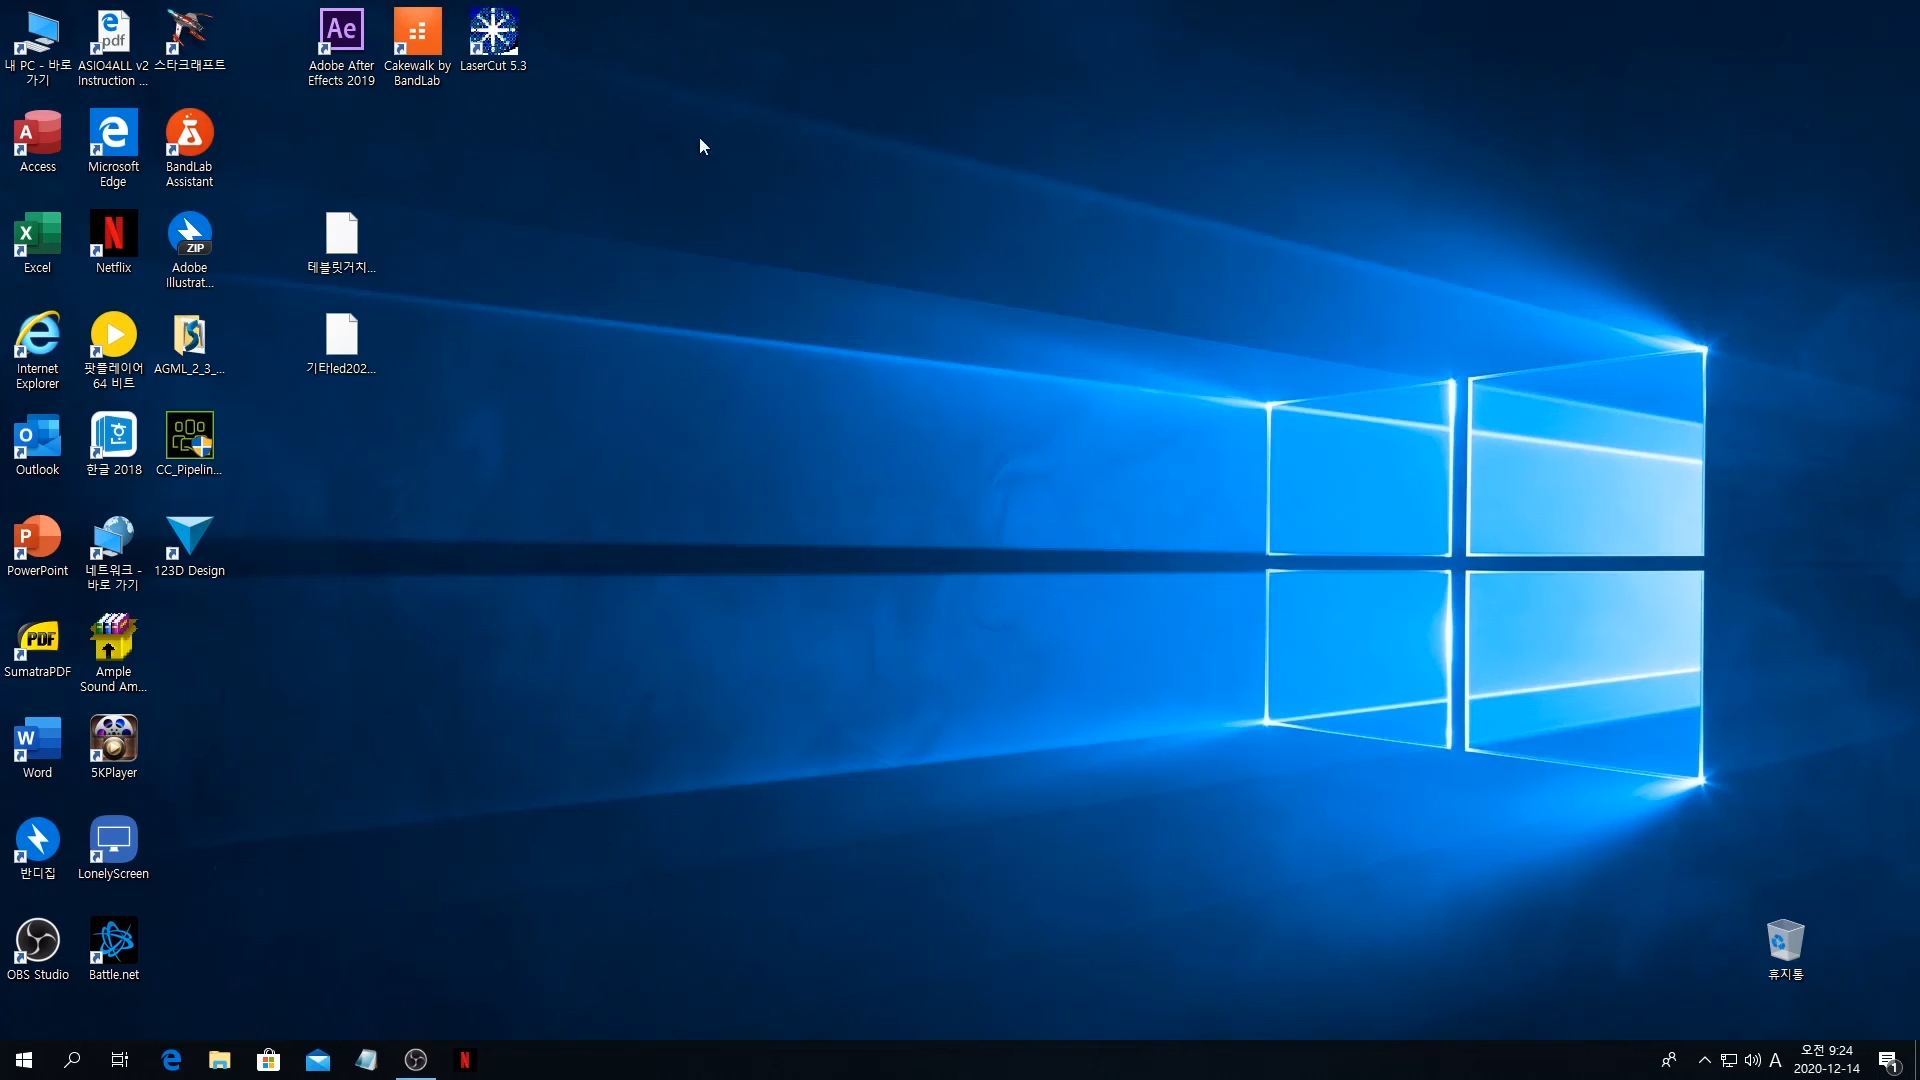 내 PC - 바로
가기
ASIO4ALL v2
Instruction ...
스타크래프트
Adobe After
Effects 2019
Cakewalk by
BandLab
LaserCut 5.3
Access
Microsoft
Edge
BandLab
Assistant
Excel
Netflix
Adobe
Illustrat...
테블릿거치...
Internet
Explorer
팟플레이어
64 비트
AGML_2_3_...
기타led202...
Outlook
한글 2018
CC_Pipelin...
PowerPoint
네트워크 -
바로 가기
123D Design
SumatraPDF
Ample
Sound Am...
Word
5KPlayer
반디집
LonelyScreen
OBS Studio
Battle.net
휴지통
A
오전 9:24
2020-12-14
1